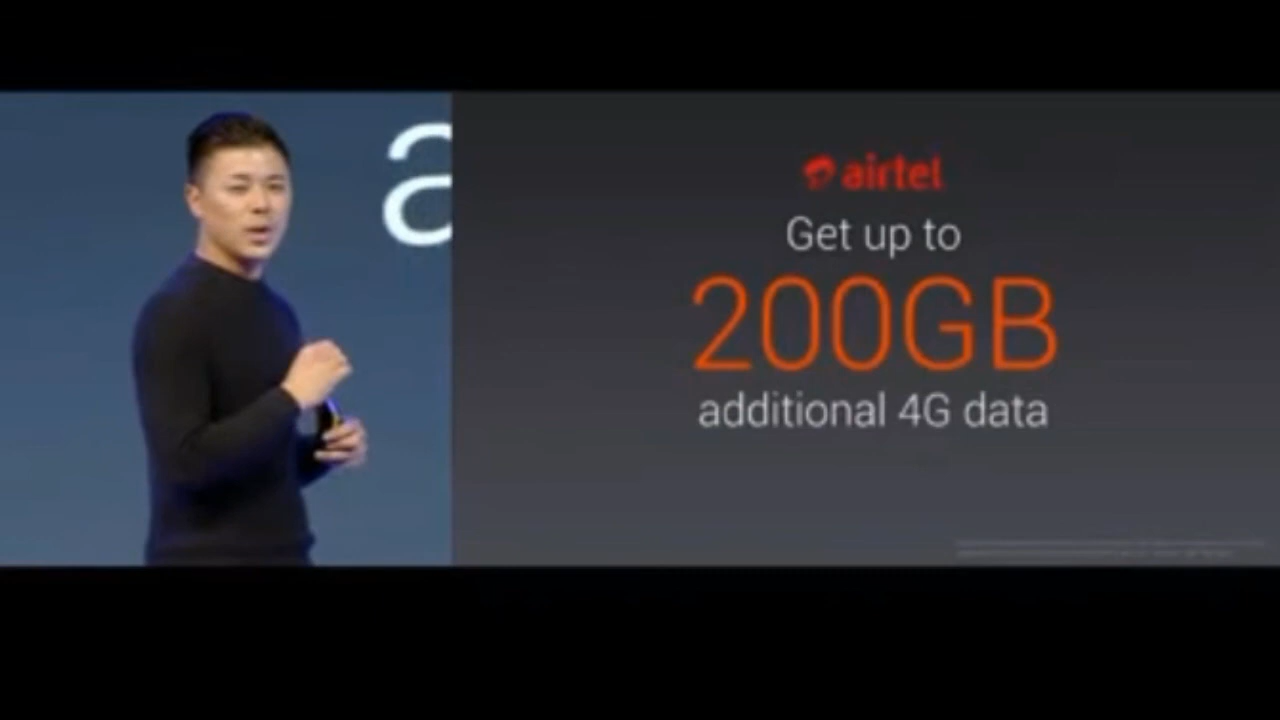 a
airtel
Get up to
200GB
additional 4G data